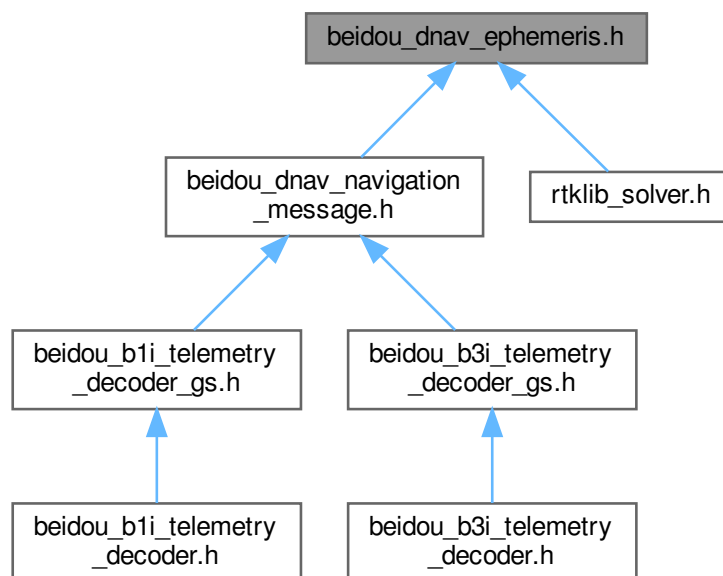 beidou_dnav_ephemeris.h
beidou_dnav_navigation
_message.h
rtklib_solver.h
beidou_b1i_telemetry
_decoder_gs.h
beidou_b3i_telemetry
_decoder_gs.h
beidou_b1i_telemetry
_decoder.h
beidou_b3i_telemetry
_decoder.h